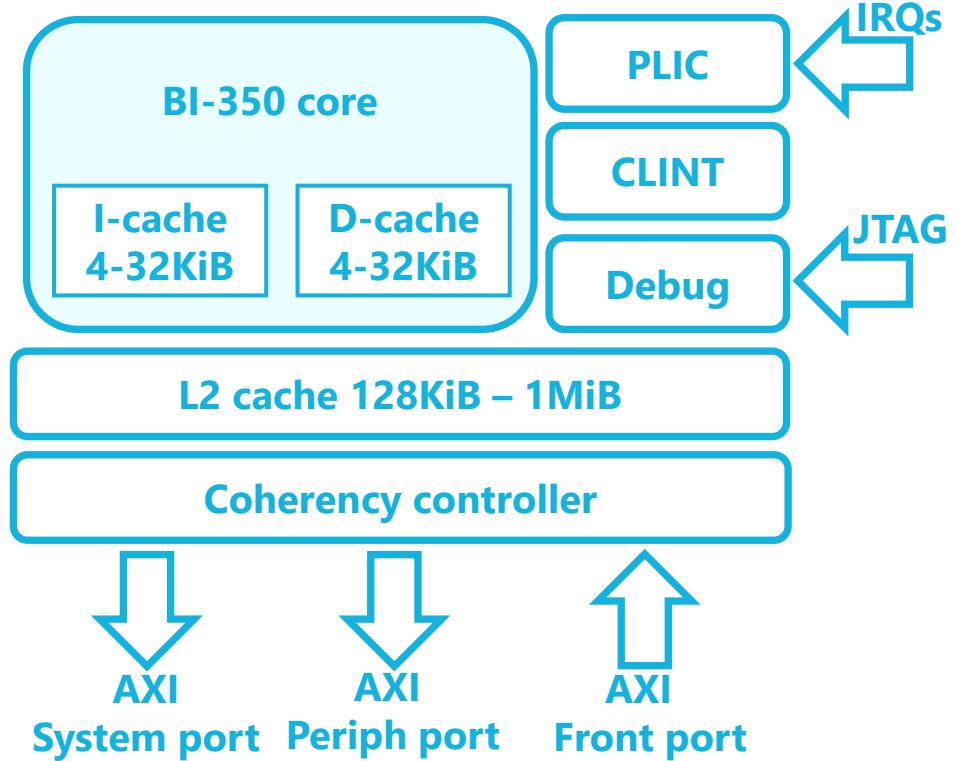 IRQs
PLIC
BI-350 core
CLINT
I-cache
4-32KiB
D-cache
4-32KiB
JTAG
Debug
L2 cache 128KiB – 1MiB
Coherency controller
AXI
System port
AXI
Periph port
AXI
Front port